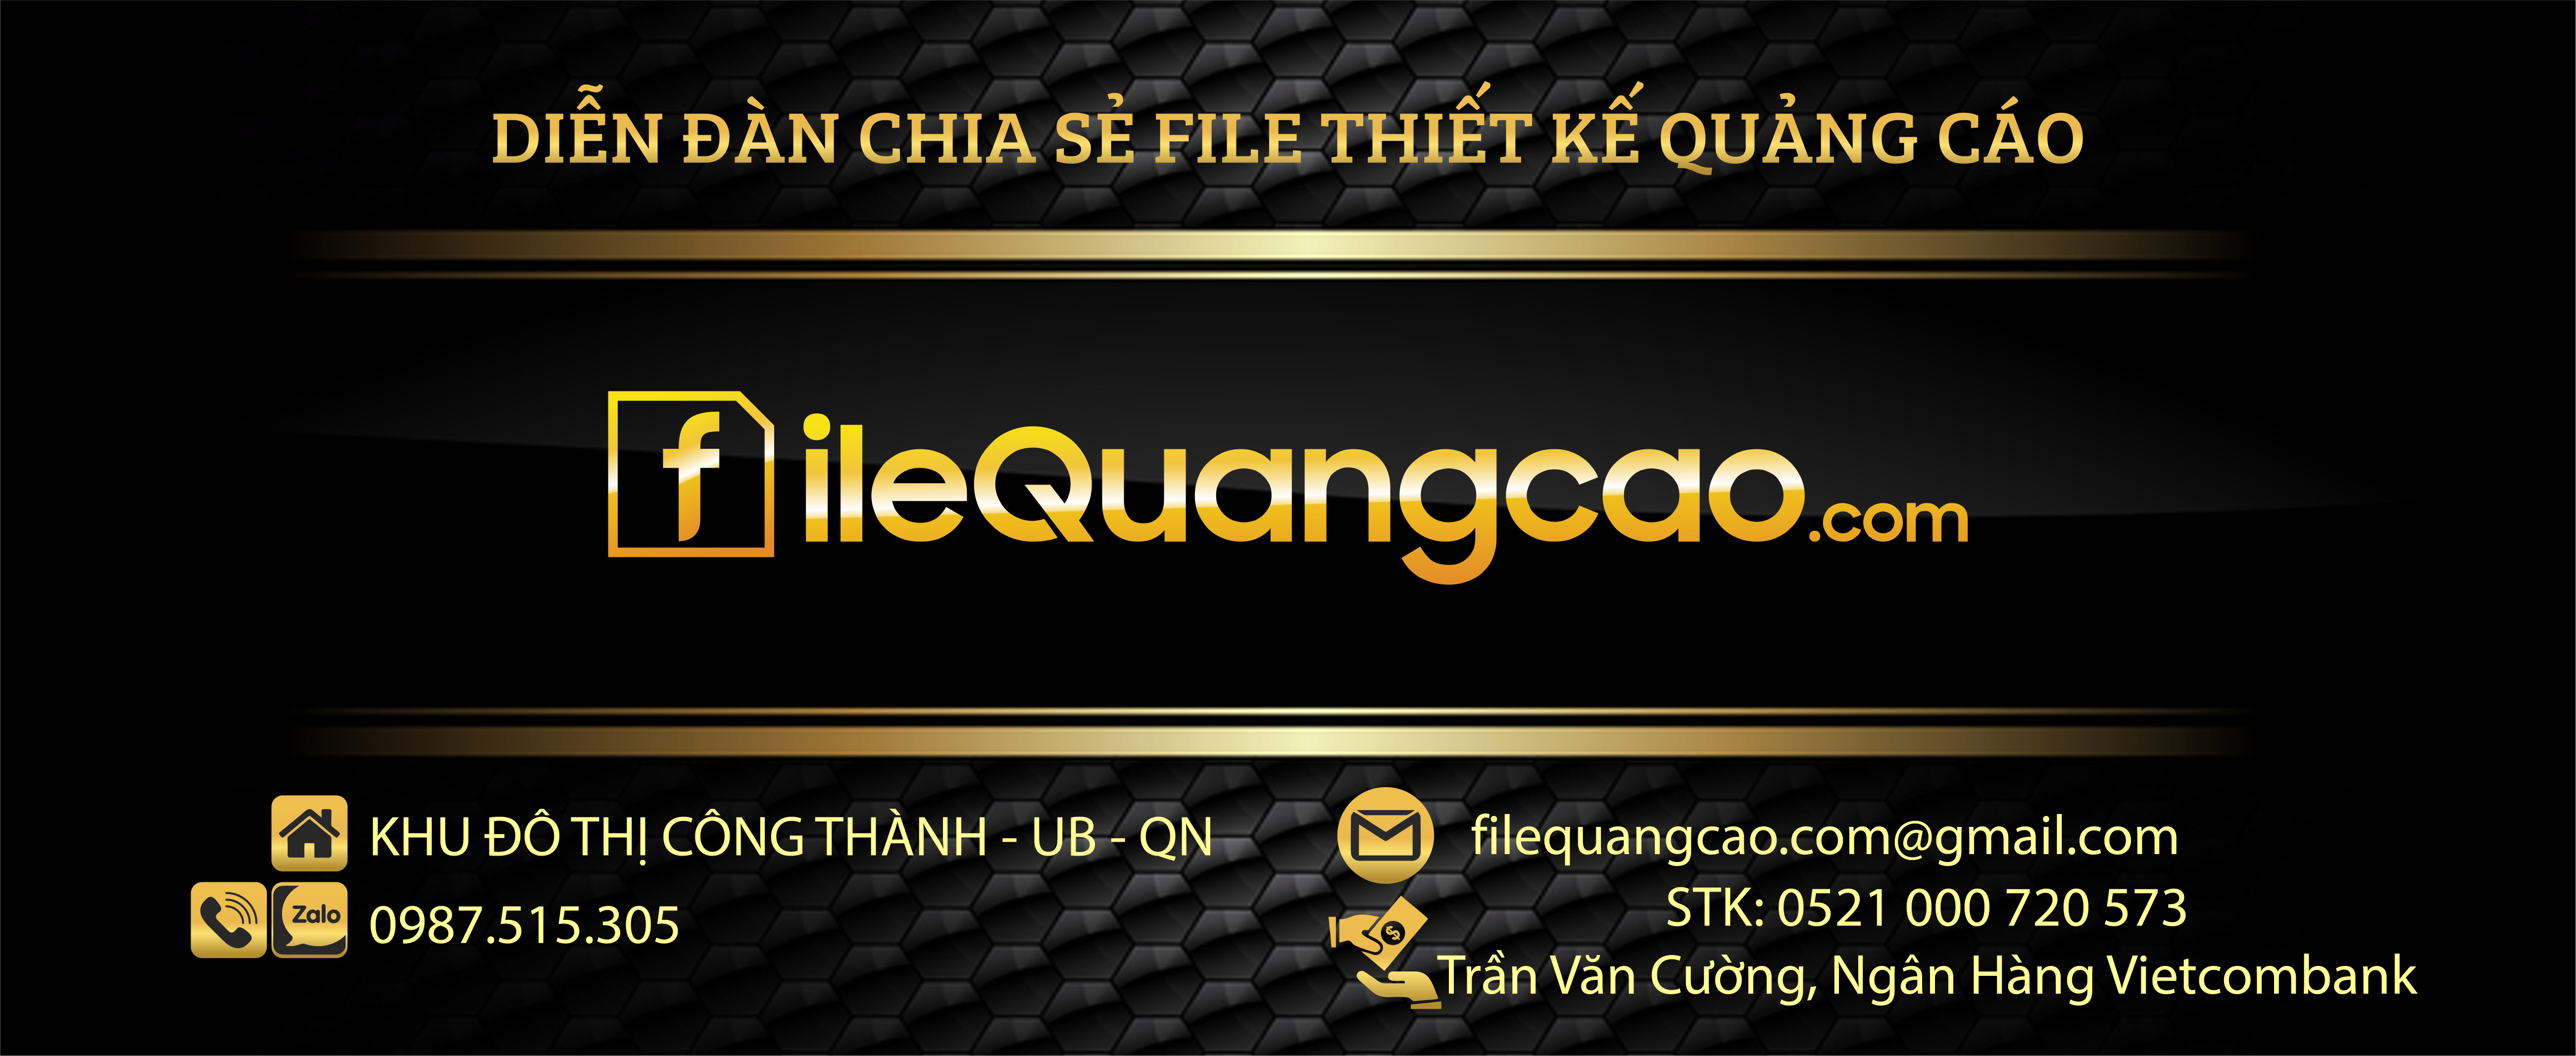 DIỄN ĐÀN CHIA SẺ FILE THIẾT KẾ QUẢNG CÁO
fileQuangcao.com
KHU ĐÔ THỊ CÔNG THÀNH - UB - QN
Zalo 0987.515.305
filequangcao.com@gmail.com
STK: 0521 000 720 573
Trần Văn Cường, Ngân Hàng Vietcombank